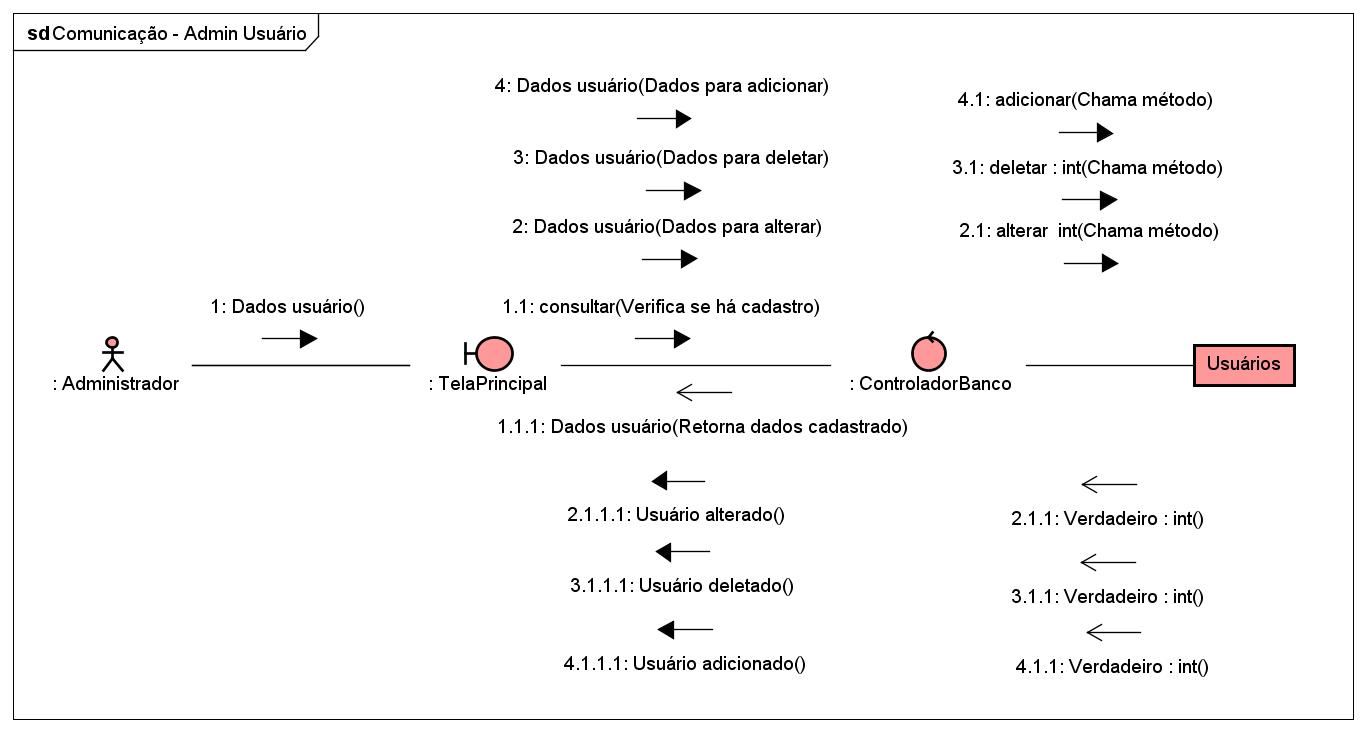 sd Comunicação - Admin Usuário
4: Dados usuário(Dados para adicionar)
4.1: adicionar(Chama método)
3: Dados usuário(Dados para deletar)
3.1: deletar : int(Chama método)
2: Dados usuário(Dados para alterar)
2.1: alterar  int(Chama método)
1: Dados usuário()
1.1: consultar(Verifica se há cadastro)
: Administrador
: TelaPrincipal
: ControladorBanco
Usuários
1.1.1: Dados usuário(Retorna dados cadastrado)
2.1.1.1: Usuário alterado()
2.1.1: Verdadeiro : int()
3.1.1.1: Usuário deletado()
3.1.1: Verdadeiro : int()
4.1.1.1: Usuário adicionado()
4.1.1: Verdadeiro : int()